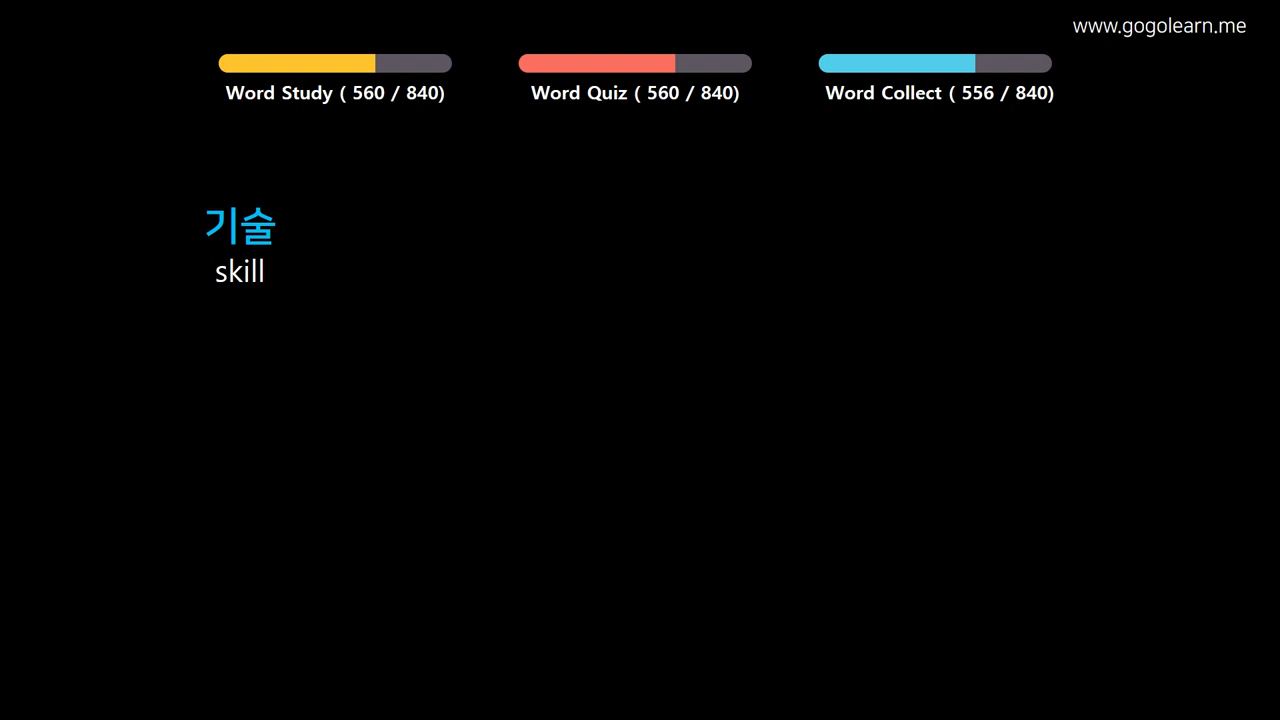 www.gogolearn.me
Word Study ( 560 / 840)
Word Quiz ( 560 / 840)
Word Collect ( 556 / 840)
기술
skill